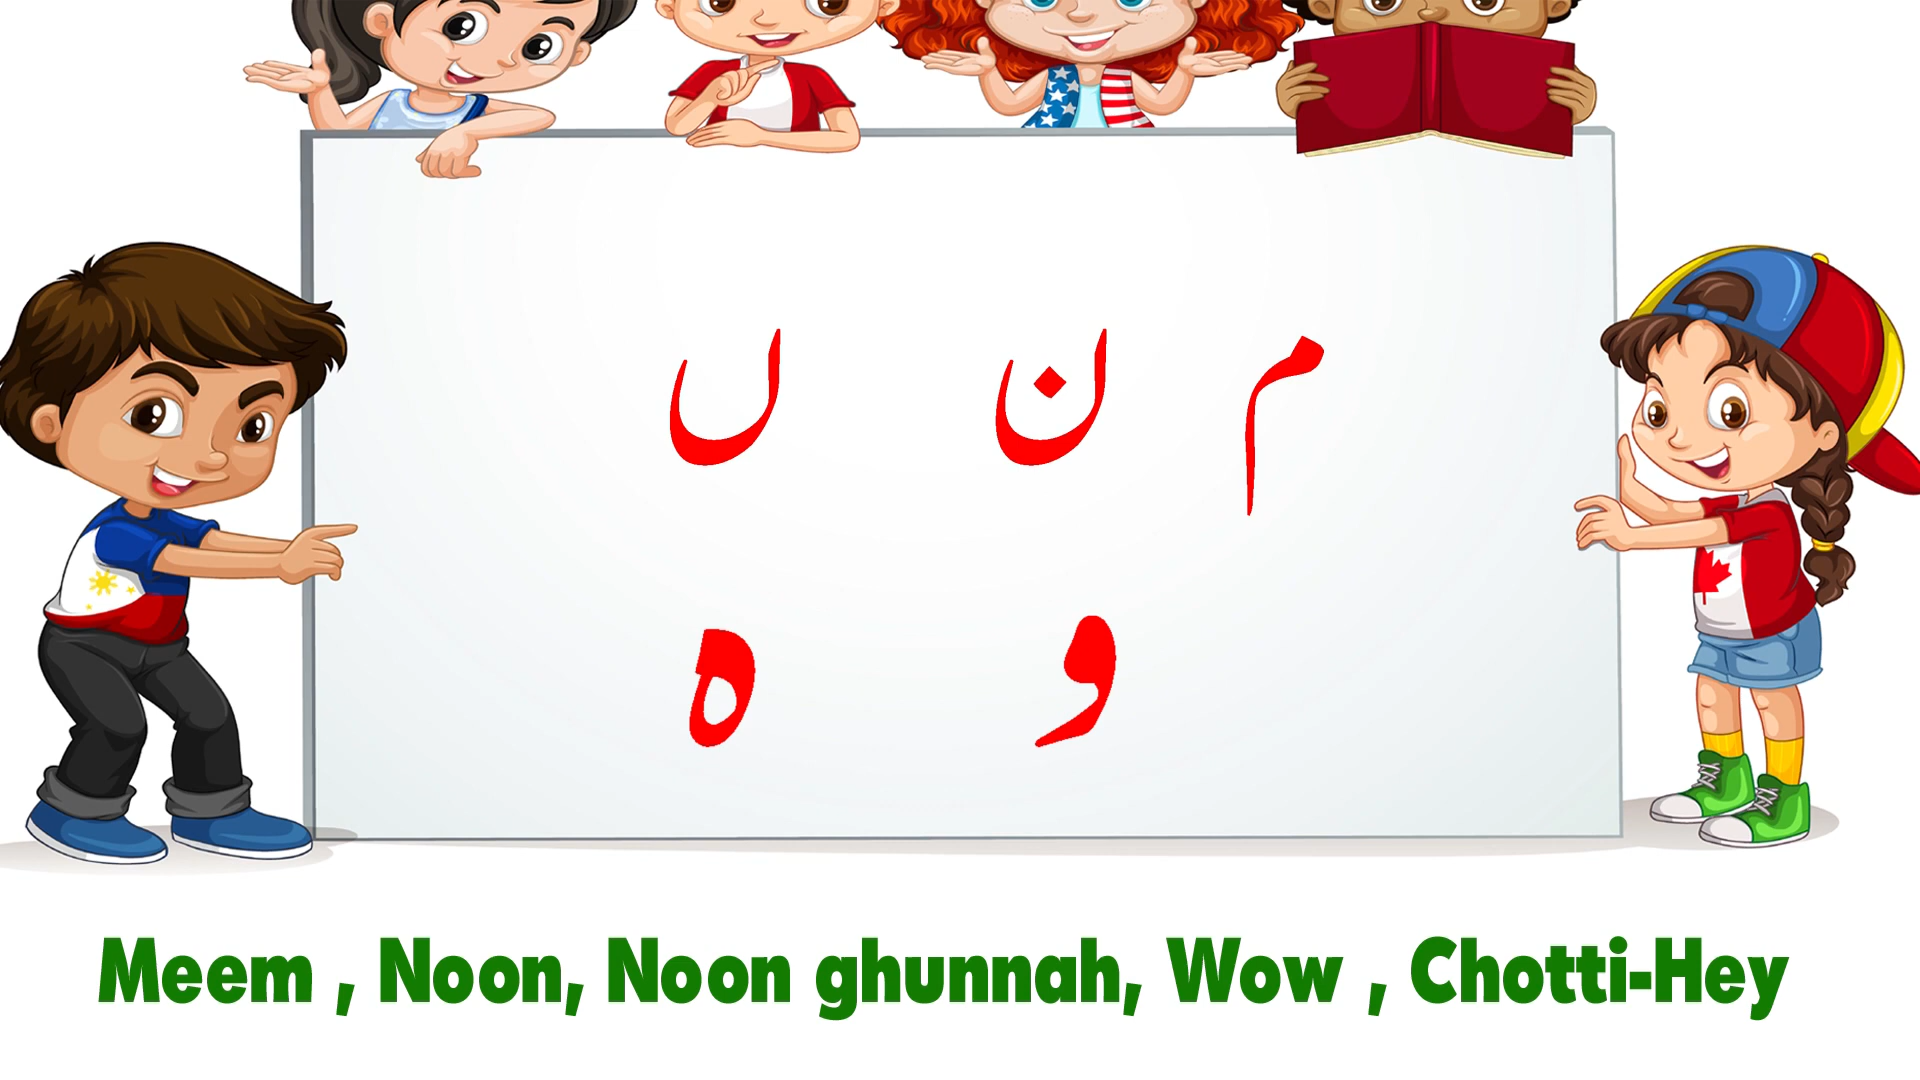 م ن ں
و ہ
Meem , Noon, Noon ghunnah, Wow , Chotti-Hey